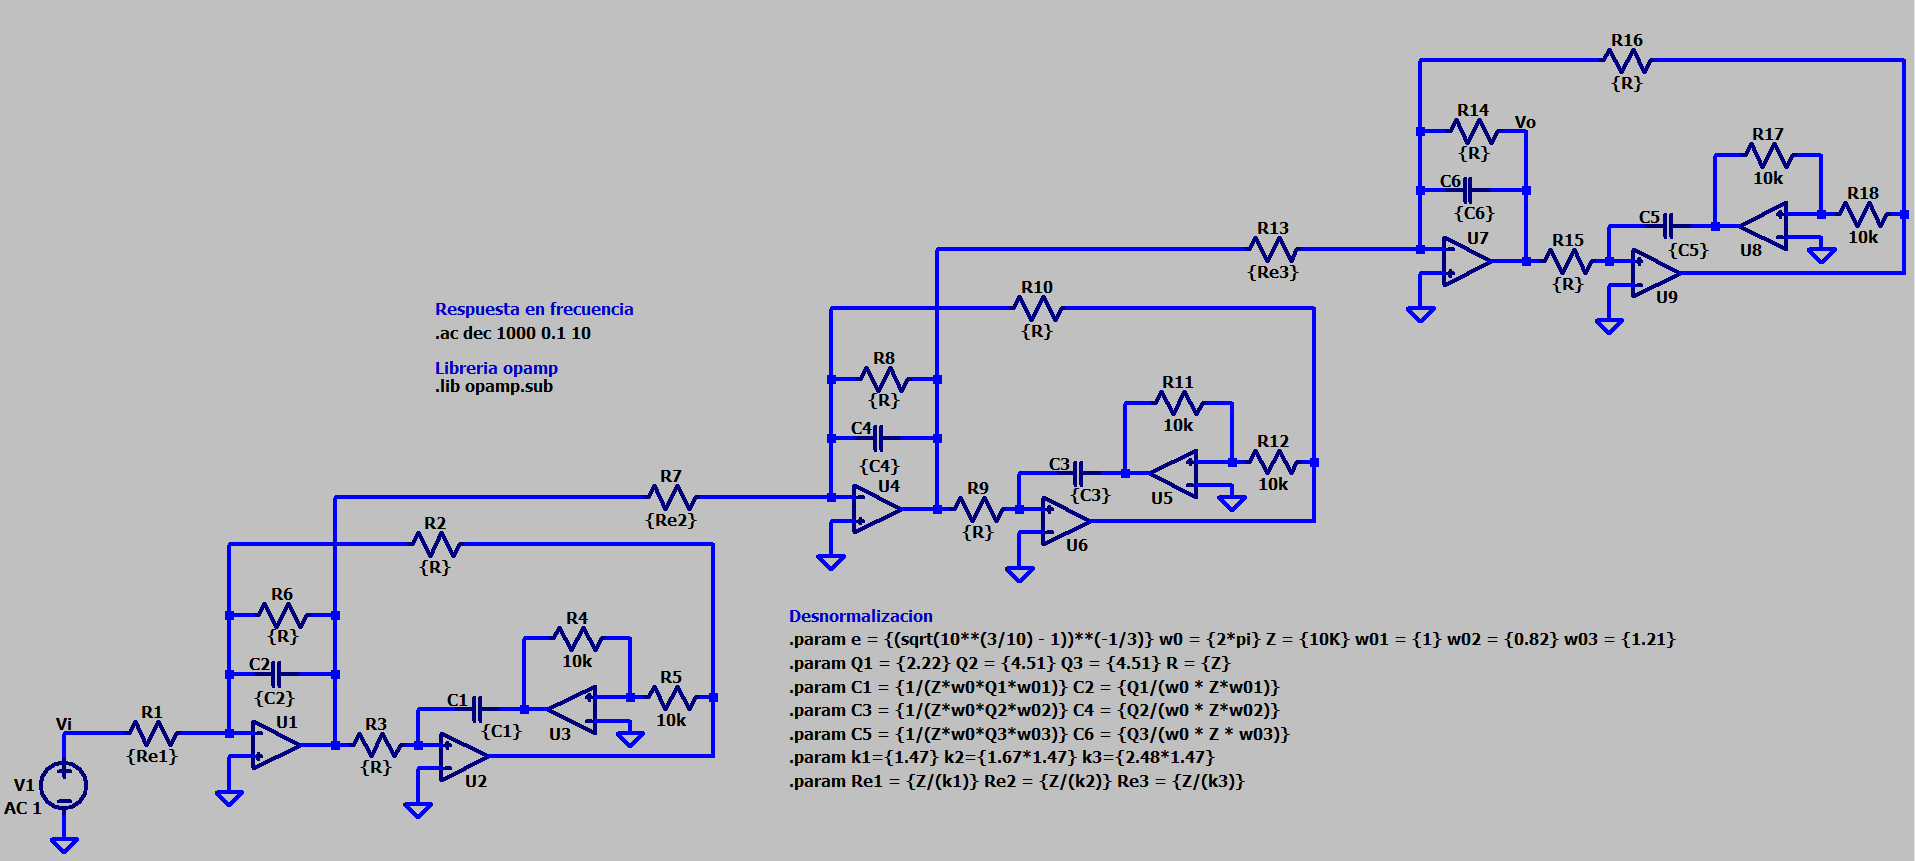 R16
{R}
R14
Vo
{R}
R17
10k
C6
{C6}
R18
10k
C5
{C5}
U8
R13
{Re3}
U7
R15
{R}
U9
Respuesta en frecuencia
.ac dec 1000 0.1 10
Libreria opamp
.lib opamp.sub
R10
{R}
R8
{R}
R11
10k
C4
{C4}
R12
10k
C3
{C3}
U5
R7
{Re2}
U4
R9
{R}
U6
R2
{R}
R6
{R}
R4
10k
C2
{C2}
R5
10k
C1
{C1}
U3
Vi
R1
{Re1}
U1
R3
{R}
U2
V1
AC 1
Desnormalizacion
.param e = {(sqrt(10**(3/10) - 1))**(-1/3)} w0 = {2*pi} Z = {10K} w01 = {1} w02 = {0.82} w03 = {1.21}
.param Q1 = {2.22} Q2 = {4.51} Q3 = {4.51} R = {Z}
.param C1 = {1/(Z*w0*Q1*w01)} C2 = {Q1/(w0 * Z*w01)}
.param C3 = {1/(Z*w0*Q2*w02)} C4 = {Q2/(w0 * Z*w02)}
.param C5 = {1/(Z*w0*Q3*w03)} C6 = {Q3/(w0 * Z * w03)}
.param k1={1.47} k2={1.67*1.47} k3={2.48*1.47}
.param Re1 = {Z/(k1)} Re2 = {Z/(k2)} Re3 = {Z/(k3)}